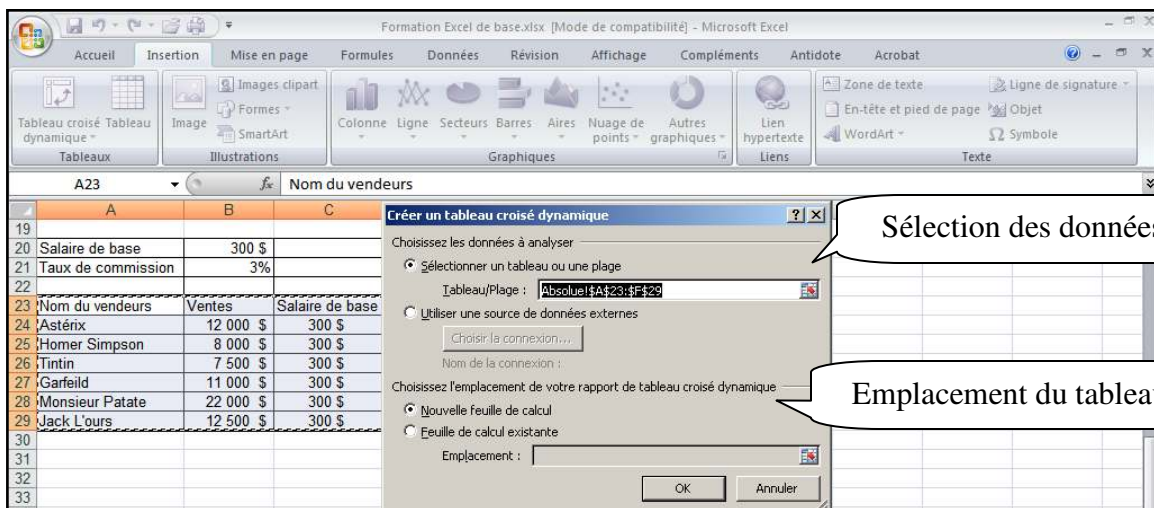 Formation Excel de base.xlsx [Mode de compatibilité] - Microsoft Excel
Accueil Insertion Mise en page Formules Données Révision Affichage Compléments Antidote Acrobat
Tableau croisé dynamique
Tableau
Tableaux
Image
Images clipart
Formes
SmartArt
Illustrations
Colonne
Ligne
Secteurs
Barres
Aires
Nuage de points
Autres graphiques
Graphiques
Lien hypertexte
Liens
Zone de texte
En-tête et pied de page
WordArt
Ligne de signature
Objet
Symbole
Texte
A23 fx Nom du vendeurs
A B C
19
20 Salaire de base 300 $
21 Taux de commission 3%
22
23 Nom du vendeurs Ventes Salaire de base
24 Astérix 12 000 $ 300 $
25 Homer Simpson 8 000 $ 300 $
26 Tintin 7 500 $ 300 $
27 Garfeild 11 000 $ 300 $
28 Monsieur Patate 22 000 $ 300 $
29 Jack L'ours 12 500 $ 300 $
30
31
32
33
Créer un tableau croisé dynamique
Choisissez les données à analyser
Sélectionner un tableau ou une plage
Tableau/Plage : Absolue!$A$23:$F$29
Utiliser une source de données externes
Choisir la connexion...
Nom de la connexion :
Choisissez l'emplacement de votre rapport de tableau croisé dynamique
Nouvelle feuille de calcul
Feuille de calcul existante
Emplacement :
OK Annuler
Sélection des données
Emplacement du tableau